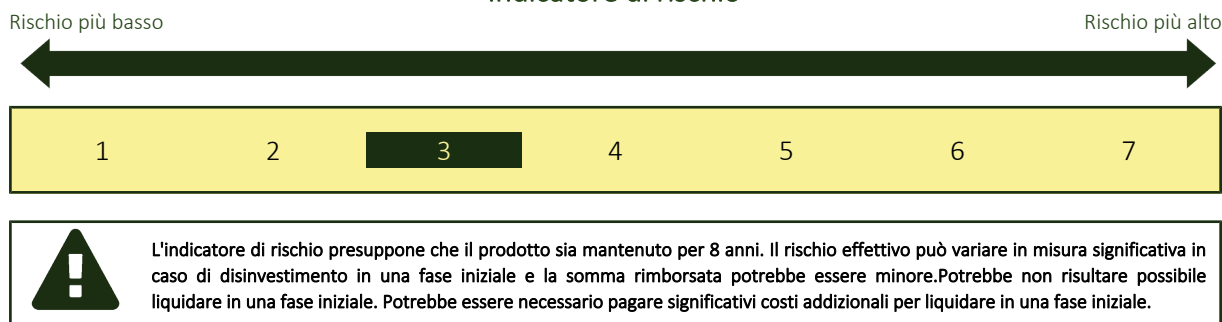 Indicatore di rischio
Rischio più basso
Rischio più alto
1 2 3 4 5 6 7
L'indicatore di rischio presuppone che il prodotto sia mantenuto per 8 anni. Il rischio effettivo può variare in misura significativa in
caso di disinvestimento in una fase iniziale e la somma rimborsata potrebbe essere minore.Potrebbe non risultare possibile
liquidare in una fase iniziale. Potrebbe essere necessario pagare significativi costi addizionali per liquidare in una fase iniziale.